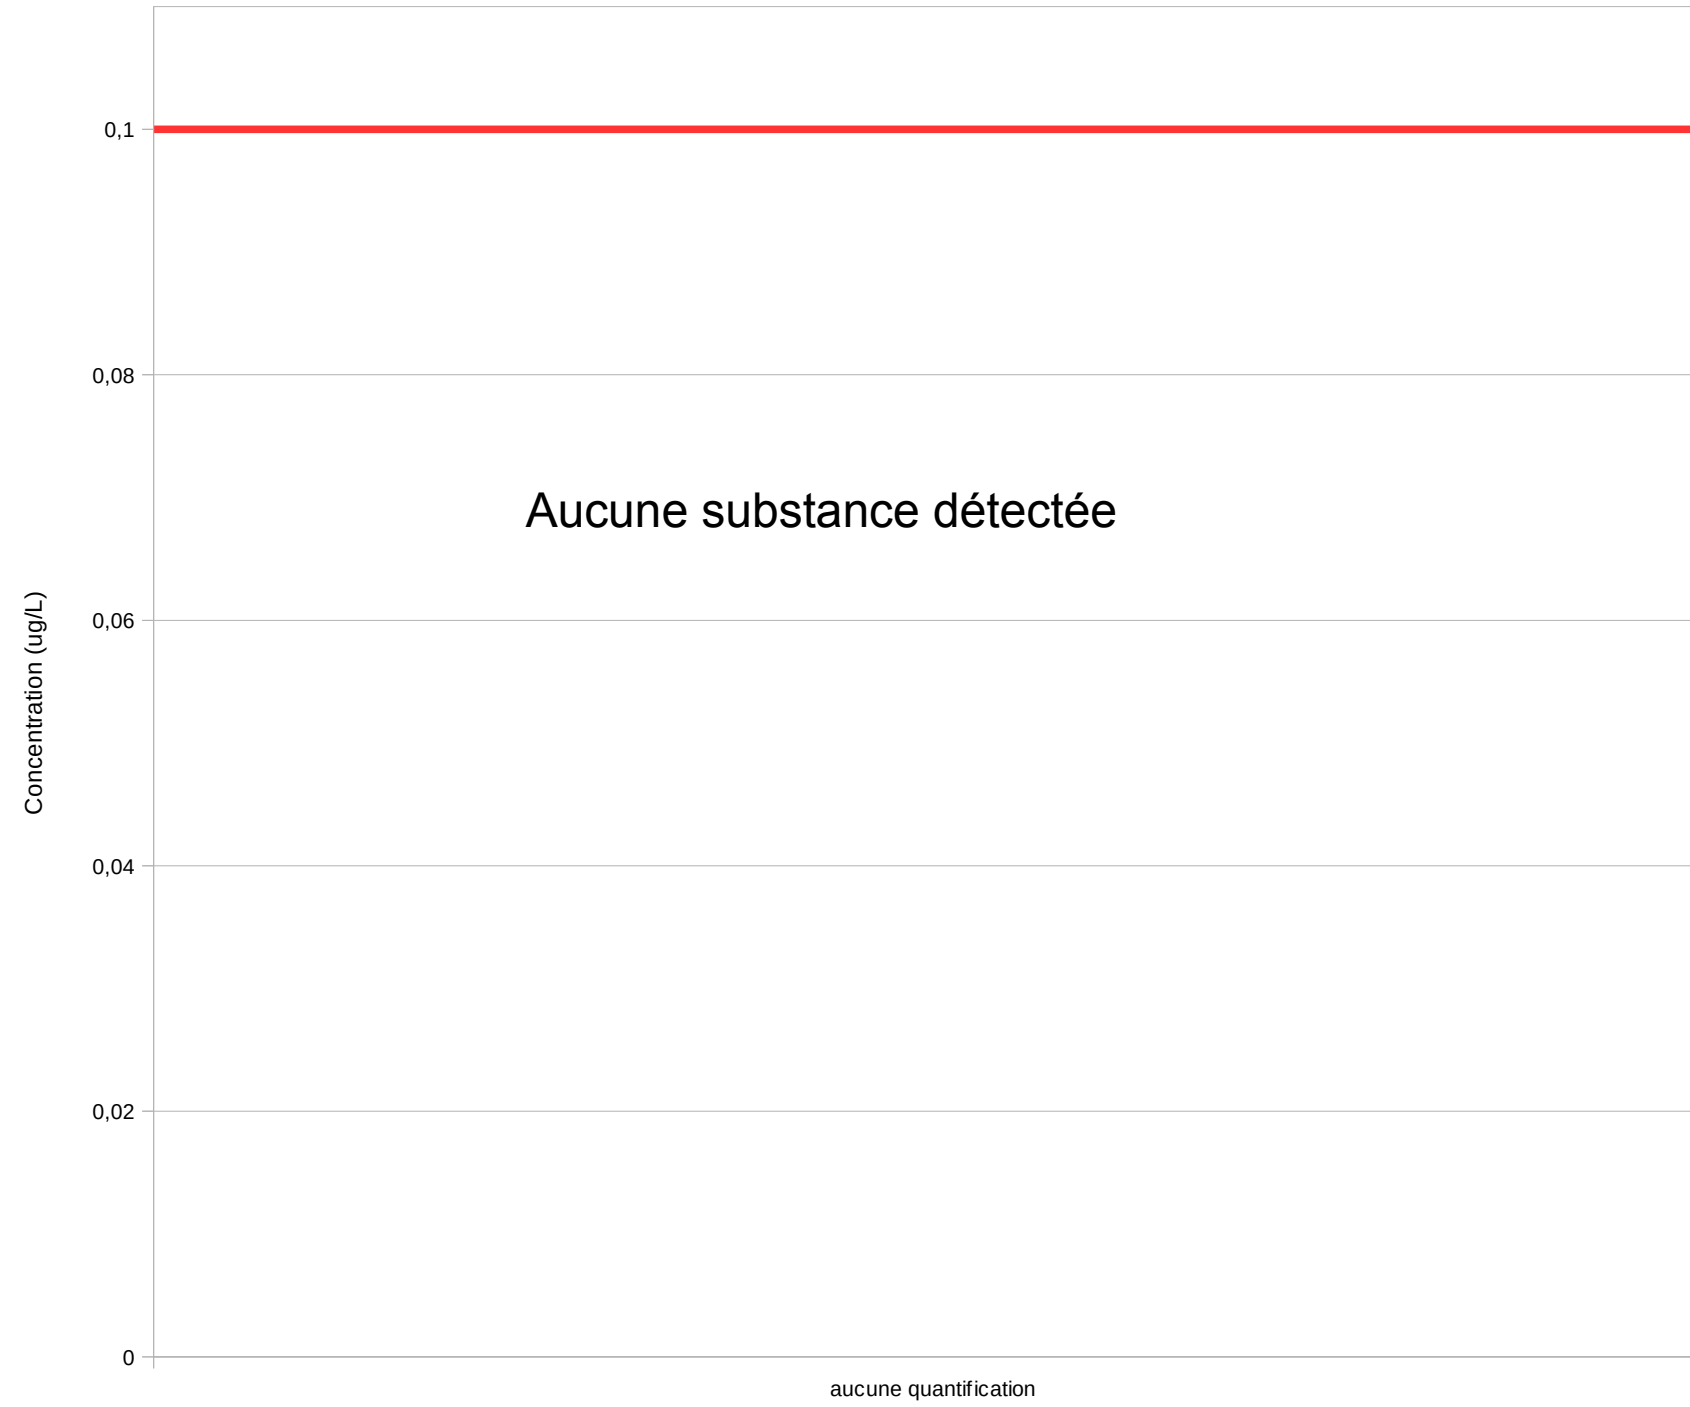 0,1
0,08
Aucune substance détectée
0,06
Concentration (ug/L)
0,04
0,02
0
aucune quantification